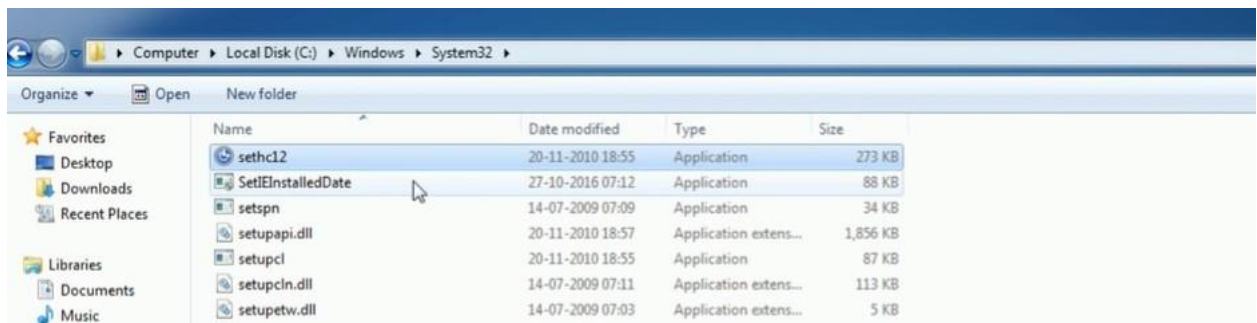 Computer ▸ Local Disk (C:) ▸ Windows ▸ System32 ▸
Organize ▾ Open New folder
Favorites
Desktop
Downloads
Recent Places
Libraries
Documents
Music
Name Date modified Type Size
sethc12 20-11-2010 18:55 Application 273 KB
SetIEInstalledDate 27-10-2016 07:12 Application 88 KB
setspn 14-07-2009 07:09 Application 34 KB
setupapi.dll 20-11-2010 18:57 Application extens... 1,856 KB
setupcl 20-11-2010 18:55 Application 87 KB
setupcln.dll 14-07-2009 07:11 Application extens... 113 KB
setupetw.dll 14-07-2009 07:03 Application extens... 5 KB